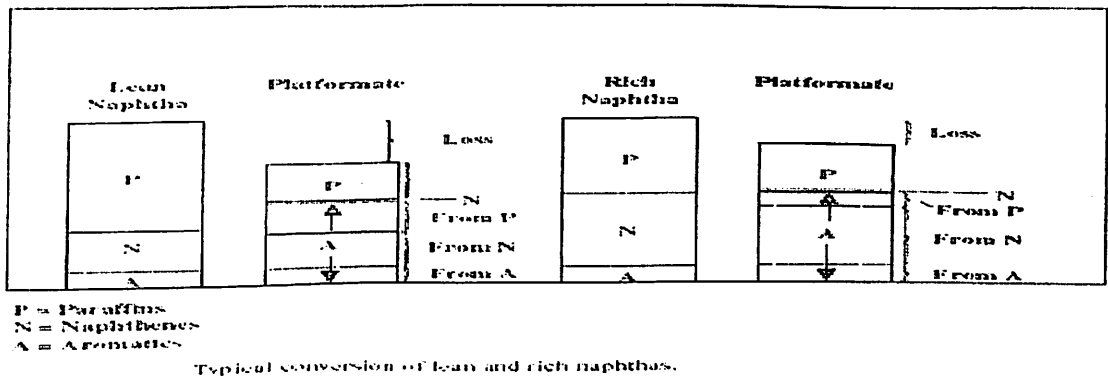 Lean
Naphtha
Platformate
Rich
Naphtha
Platformate
Loss
Loss
P
P
P
P
N
N
From P
From P
N
A
From N
N
A
From N
A
From A
A
From A
P = Paraffins
N = Naphthenes
A = Aromatics
Typical conversion of lean and rich naphthas.